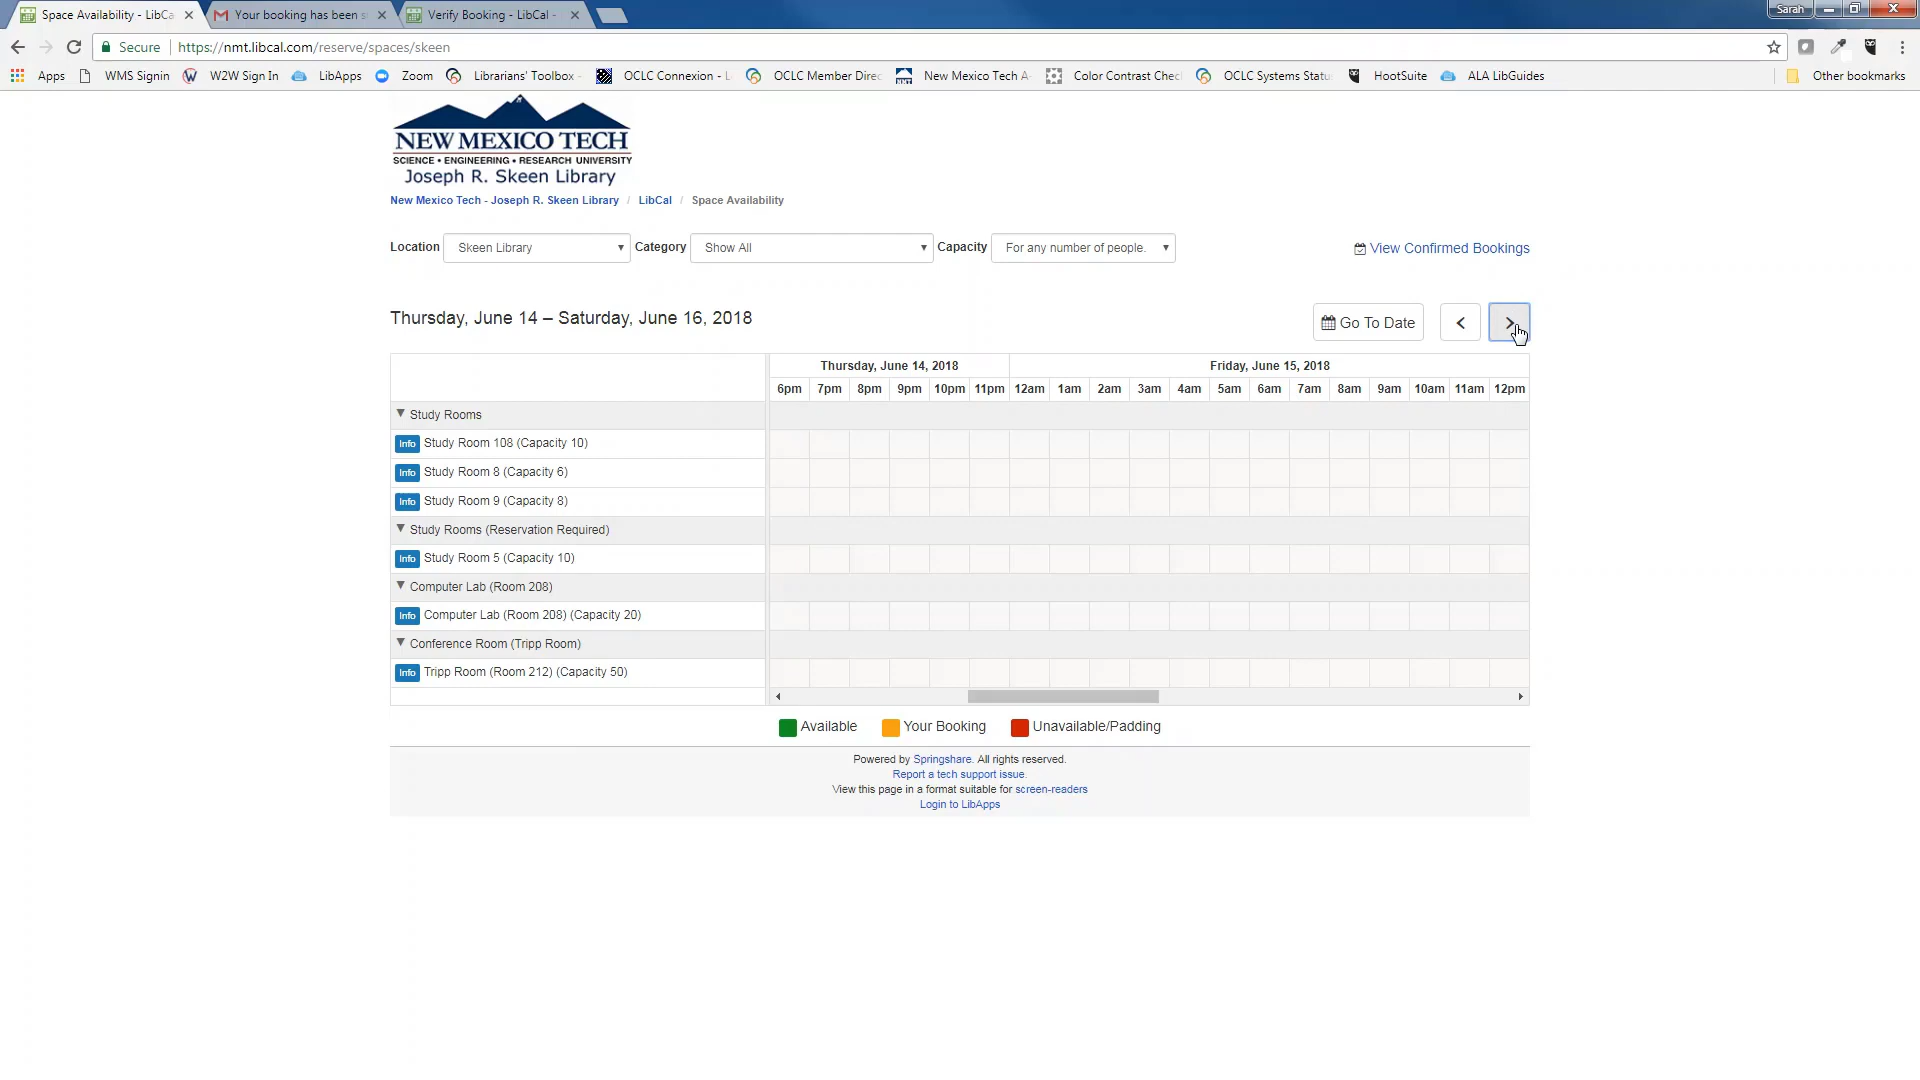 Space Availability - LibCa
Your booking has been s
Verify Booking - LibCal -
Sarah
Secure
https://nmt.libcal.com/reserve/spaces/skeen
Apps
WMS Signin
W2W Sign In
LibApps
Zoom
Librarians' Toolbox -
OCLC Connexion - L
OCLC Member Direc
New Mexico Tech A-
Color Contrast Chec
OCLC Systems Statu
HootSuite
ALA LibGuides
Other bookmarks
NEW MEXICO TECH
SCIENCE • ENGINEERING • RESEARCH UNIVERSITY
Joseph R. Skeen Library
New Mexico Tech - Joseph R. Skeen Library / LibCal / Space Availability
Location Skeen Library Category Show All Capacity For any number of people. View Confirmed Bookings
Thursday, June 14 – Saturday, June 16, 2018
Go To Date
Thursday, June 14, 2018 Friday, June 15, 2018
6pm 7pm 8pm 9pm 10pm 11pm 12am 1am 2am 3am 4am 5am 6am 7am 8am 9am 10am 11am 12pm
Study Rooms
Info Study Room 108 (Capacity 10)
Info Study Room 8 (Capacity 6)
Info Study Room 9 (Capacity 8)
Study Rooms (Reservation Required)
Info Study Room 5 (Capacity 10)
Computer Lab (Room 208)
Info Computer Lab (Room 208) (Capacity 20)
Conference Room (Tripp Room)
Info Tripp Room (Room 212) (Capacity 50)
Available Your Booking Unavailable/Padding
Powered by Springshare. All rights reserved.
Report a tech support issue.
View this page in a format suitable for screen-readers
Login to LibApps